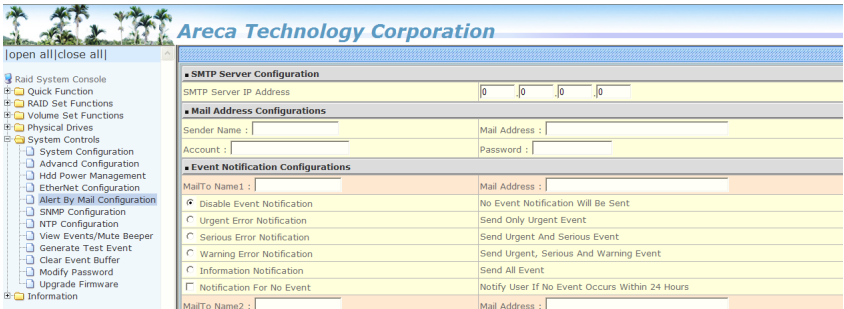 Areca Technology Corporation
|open all|close all|
Raid System Console
Quick Function
RAID Set Functions
Volume Set Functions
Physical Drives
System Controls
System Configuration
Advancd Configuration
Hdd Power Management
EtherNet Configuration
Alert By Mail Configuration
SNMP Configuration
NTP Configuration
View Events/Mute Beeper
Generate Test Event
Clear Event Buffer
Modify Password
Upgrade Firmware
Information
SMTP Server Configuration
SMTP Server IP Address 0 .0 .0 .0
Mail Address Configurations
Sender Name : Mail Address :
Account : Password :
Event Notification Configurations
MailTo Name1 : Mail Address :
Disable Event Notification No Event Notification Will Be Sent
Urgent Error Notification Send Only Urgent Event
Serious Error Notification Send Urgent And Serious Event
Warning Error Notification Send Urgent, Serious And Warning Event
Information Notification Send All Event
Notification For No Event Notify User If No Event Occurs Within 24 Hours
MailTo Name2 : Mail Address :